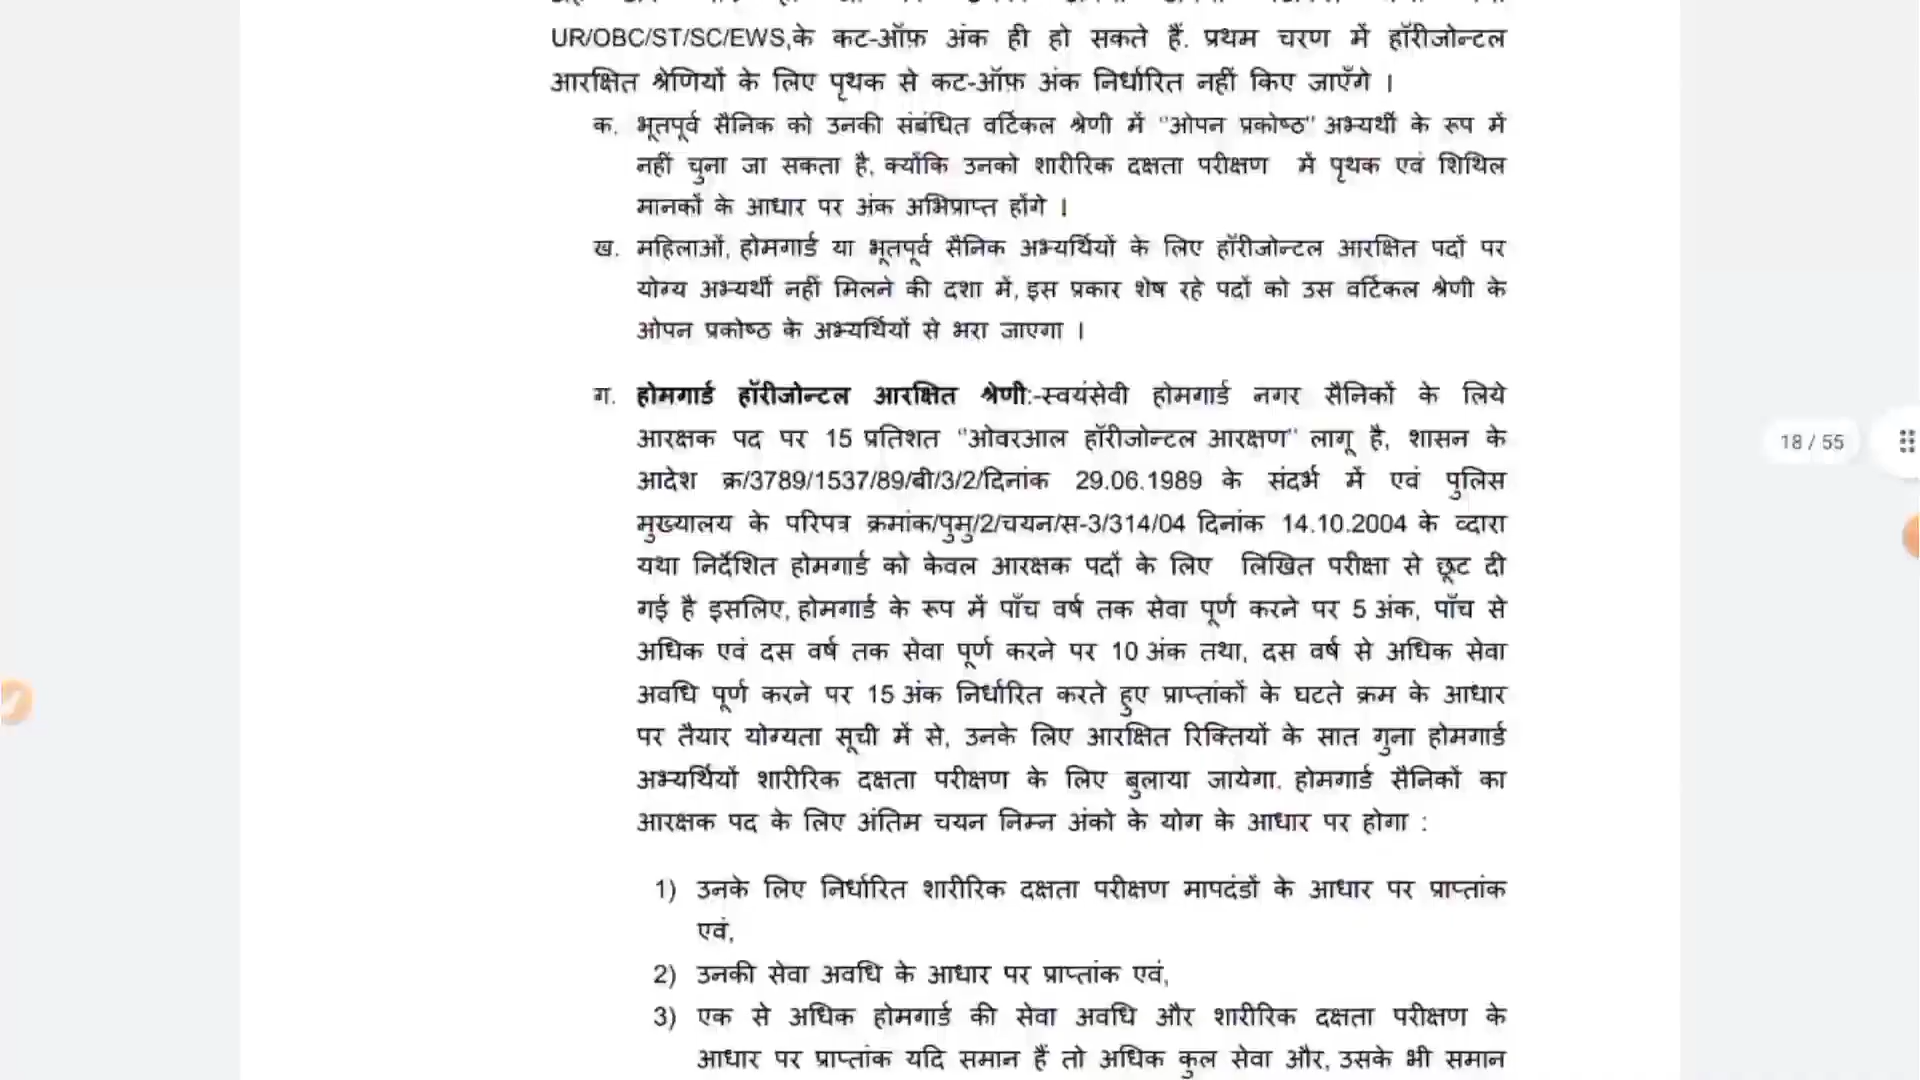 UR/OBC/ST/SC/EWS,के कट-ऑफ़ अंक ही हो सकते हैं. प्रथम चरण में हॉरीजोन्टल
आरक्षित श्रेणियों के लिए पृथक से कट-ऑफ़ अंक निर्धारित नहीं किए जाएँगे ।
क. भूतपूर्व सैनिक को उनकी संबंधित वर्टिकल श्रेणी में "ओपन प्रकोष्ठ" अभ्यर्थी के रूप में
नहीं चुना जा सकता है, क्योंकि उनको शारीरिक दक्षता परीक्षण में पृथक एवं शिथिल
मानकों के आधार पर अंक अभिप्राप्त होंगे ।
ख. महिलाओं, होमगार्ड या भूतपूर्व सैनिक अभ्यर्थियों के लिए हॉरीजोन्टल आरक्षित पदों पर
योग्य अभ्यर्थी नहीं मिलने की दशा में, इस प्रकार शेष रहे पदों को उस वर्टिकल श्रेणी के
ओपन प्रकोष्ठ के अभ्यर्थियों से भरा जाएगा ।
ग. होमगार्ड हॉरीजोन्टल आरक्षित श्रेणी:-स्वयंसेवी होमगार्ड नगर सैनिकों के लिये
आरक्षक पद पर 15 प्रतिशत "ओवरआल हॉरीजोन्टल आरक्षण" लागू है, शासन के
18 / 55
आदेश क्र/3789/1537/89/बी/3/2/दिनांक 29.06.1989 के संदर्भ में एवं पुलिस
मुख्यालय के परिपत्र क्रमांक/पुमु/2/चयन/स-3/314/04 दिनांक 14.10.2004 के व्दारा
यथा निर्देशित होमगार्ड को केवल आरक्षक पदों के लिए लिखित परीक्षा से छूट दी
गई है इसलिए, होमगार्ड के रूप में पाँच वर्ष तक सेवा पूर्ण करने पर 5 अंक, पाँच से
अधिक एवं दस वर्ष तक सेवा पूर्ण करने पर 10 अंक तथा, दस वर्ष से अधिक सेवा
अवधि पूर्ण करने पर 15 अंक निर्धारित करते हुए प्राप्तांकों के घटते क्रम के आधार
पर तैयार योग्यता सूची में से, उनके लिए आरक्षित रिक्तियों के सात गुना होमगार्ड
अभ्यर्थियों शारीरिक दक्षता परीक्षण के लिए बुलाया जायेगा. होमगार्ड सैनिकों का
आरक्षक पद के लिए अंतिम चयन निम्न अंको के योग के आधार पर होगा :
1) उनके लिए निर्धारित शारीरिक दक्षता परीक्षण मापदंडों के आधार पर प्राप्तांक
एवं,
2) उनकी सेवा अवधि के आधार पर प्राप्तांक एवं,
3) एक से अधिक होमगार्ड की सेवा अवधि और शारीरिक दक्षता परीक्षण के
आधार पर प्राप्तांक यदि समान हैं तो अधिक कुल सेवा और, उसके भी समान